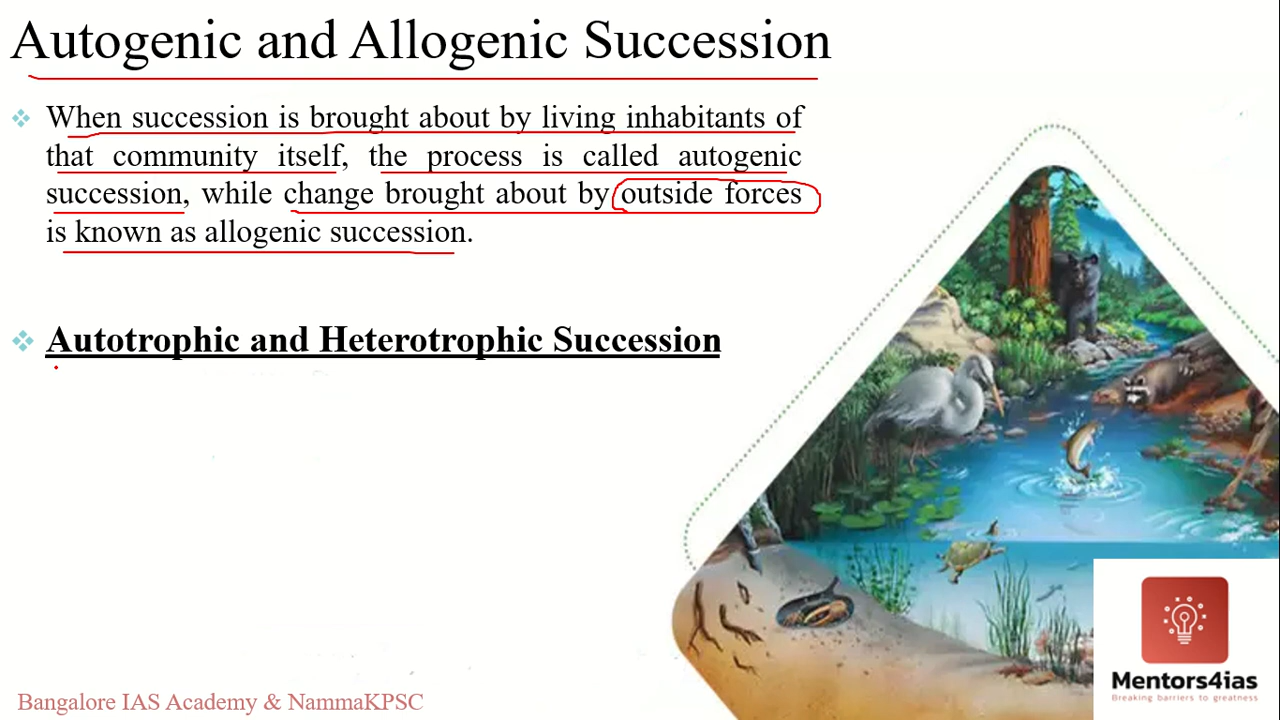 Autogenic and Allogenic Succession
When succession is brought about by living inhabitants of
that community itself, the process is called autogenic
succession, while change brought about by outside forces
is known as allogenic succession.
Autotrophic and Heterotrophic Succession
Mentors4ias
Breaking barriers to greatness
Bangalore IAS Academy & NammaKPSC